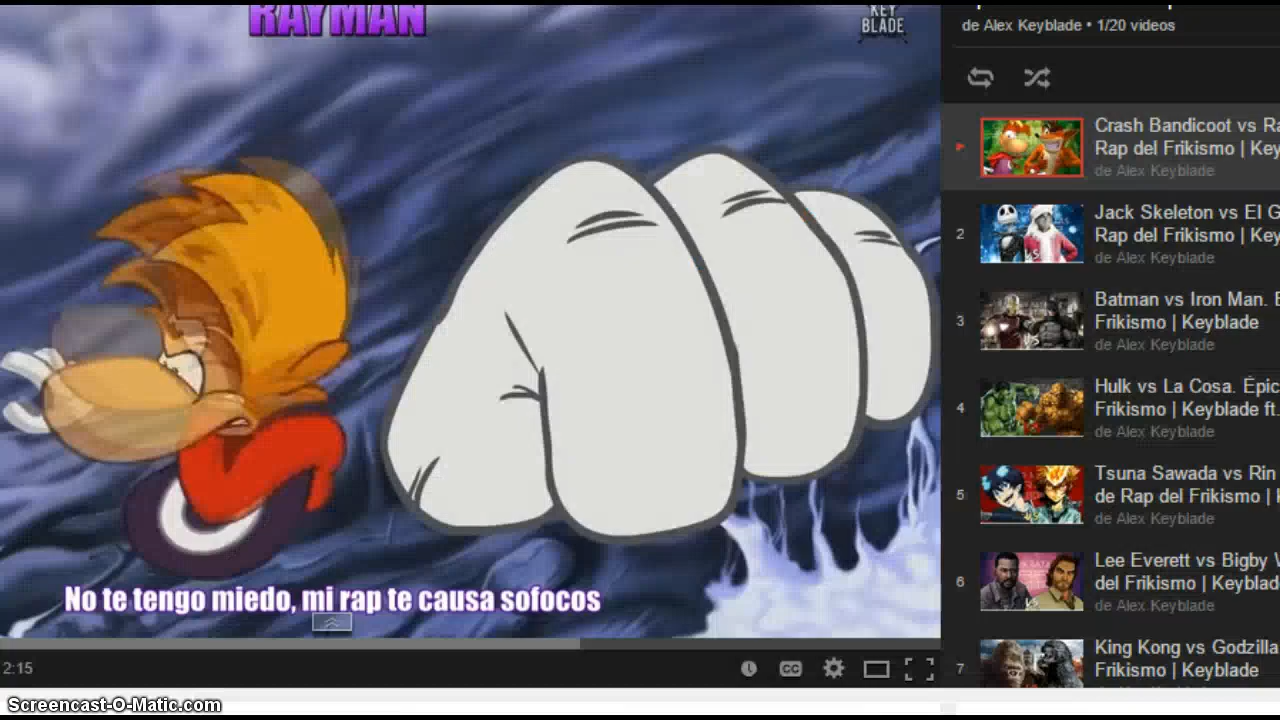 RAYMAN
KEY
BLADE
No te tengo miedo, mi rap te causa sofocos
2:15
CC
de Alex Keyblade • 1/20 videos
Crash Bandicoot vs Ra
Rap del Frikismo | Key
de Alex Keyblade
2
Jack Skeleton vs El G
Rap del Frikismo | Key
de Alex Keyblade
3
Batman vs Iron Man. E
Frikismo | Keyblade
de Alex Keyblade
4
Hulk vs La Cosa. Épic
Frikismo | Keyblade ft.
de Alex Keyblade
5
Tsuna Sawada vs Rin
de Rap del Frikismo |
de Alex Keyblade
6
Lee Everett vs Bigby W
del Frikismo | Keyblad
de Alex Keyblade
7
King Kong vs Godzilla
Frikismo | Keyblade
Screencast-O-Matic.com